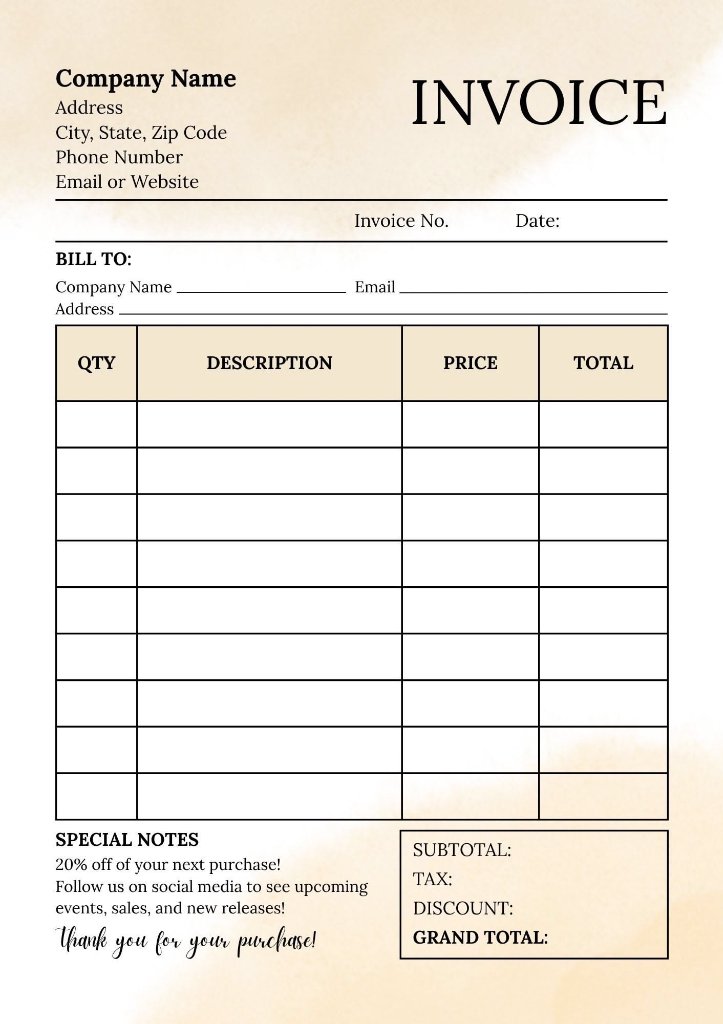 Company Name
INVOICE
Address
City, State, Zip Code
Phone Number
Email or Website
Invoice No. Date:
BILL TO:
Company Name Email
Address
QTY DESCRIPTION PRICE TOTAL
SPECIAL NOTES
20% off of your next purchase!
Follow us on social media to see upcoming
events, sales, and new releases!
Thank you for your purchase!
SUBTOTAL:
TAX:
DISCOUNT:
GRAND TOTAL: